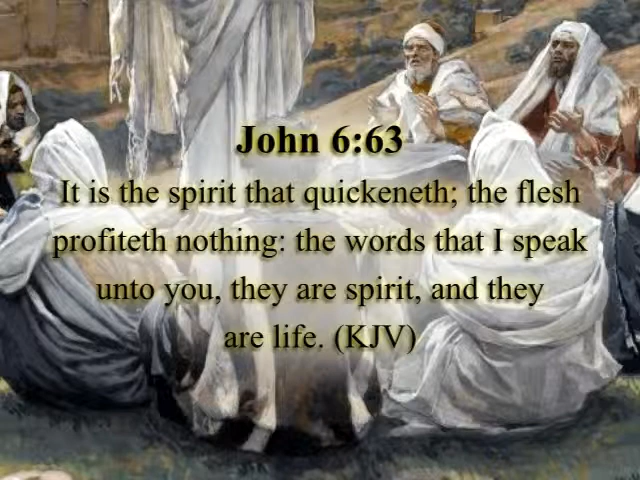 John 6:63
It is the spirit that quickeneth; the flesh
profiteth nothing: the words that I speak
unto you, they are spirit, and they
are life. (KJV)